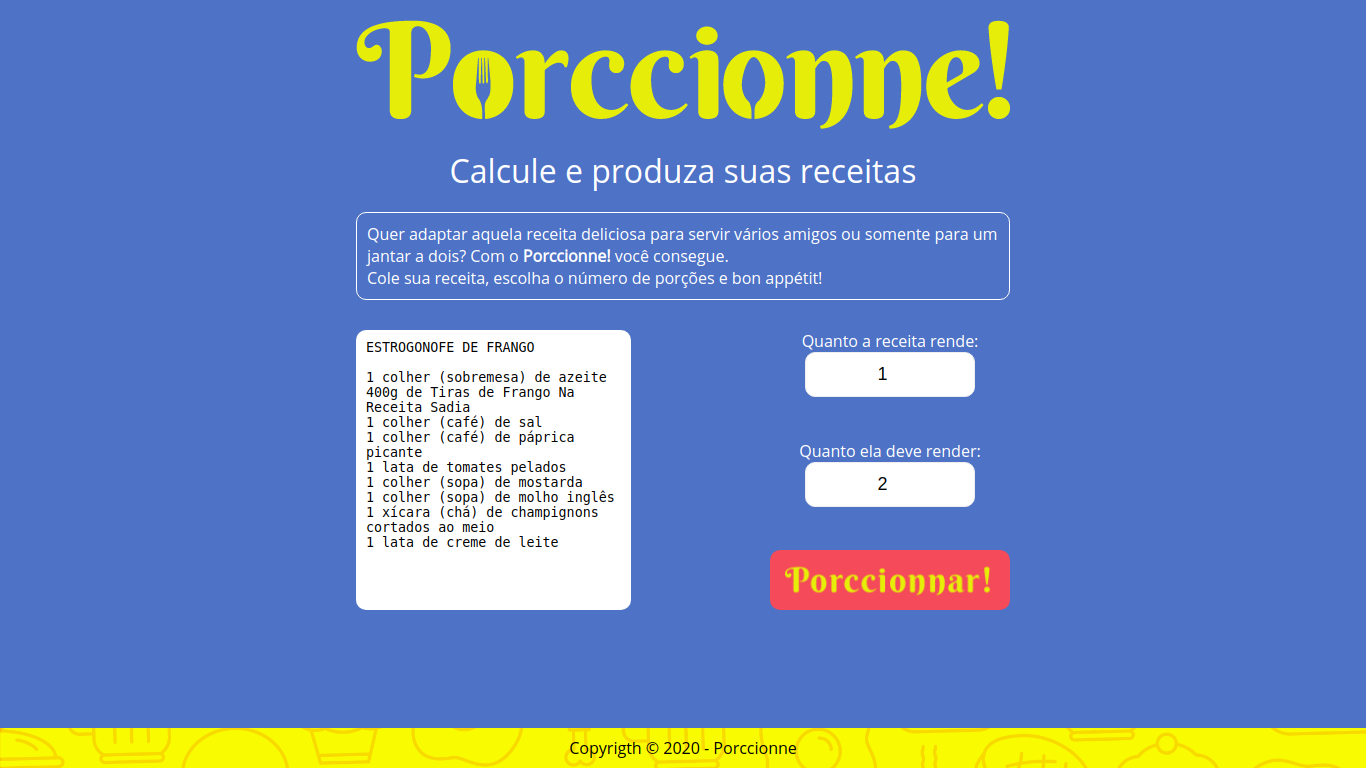 Porccionne!
Calcule e produza suas receitas
Quer adaptar aquela receita deliciosa para servir vários amigos ou somente para um
jantar a dois? Com o Porccionne! você consegue.
Cole sua receita, escolha o número de porções e bon appétit!
ESTROGONOFE DE FRANGO
1 colher (sobremesa) de azeite
400g de Tiras de Frango Na
Receita Sadia
1 colher (café) de sal
1 colher (café) de páprica
picante
1 lata de tomates pelados
1 colher (sopa) de mostarda
1 colher (sopa) de molho inglês
1 xícara (chá) de champignons
cortados ao meio
1 lata de creme de leite
Quanto a receita rende:
1
Quanto ela deve render:
2
Porccionnar!
Copyrigth © 2020 - Porccionne